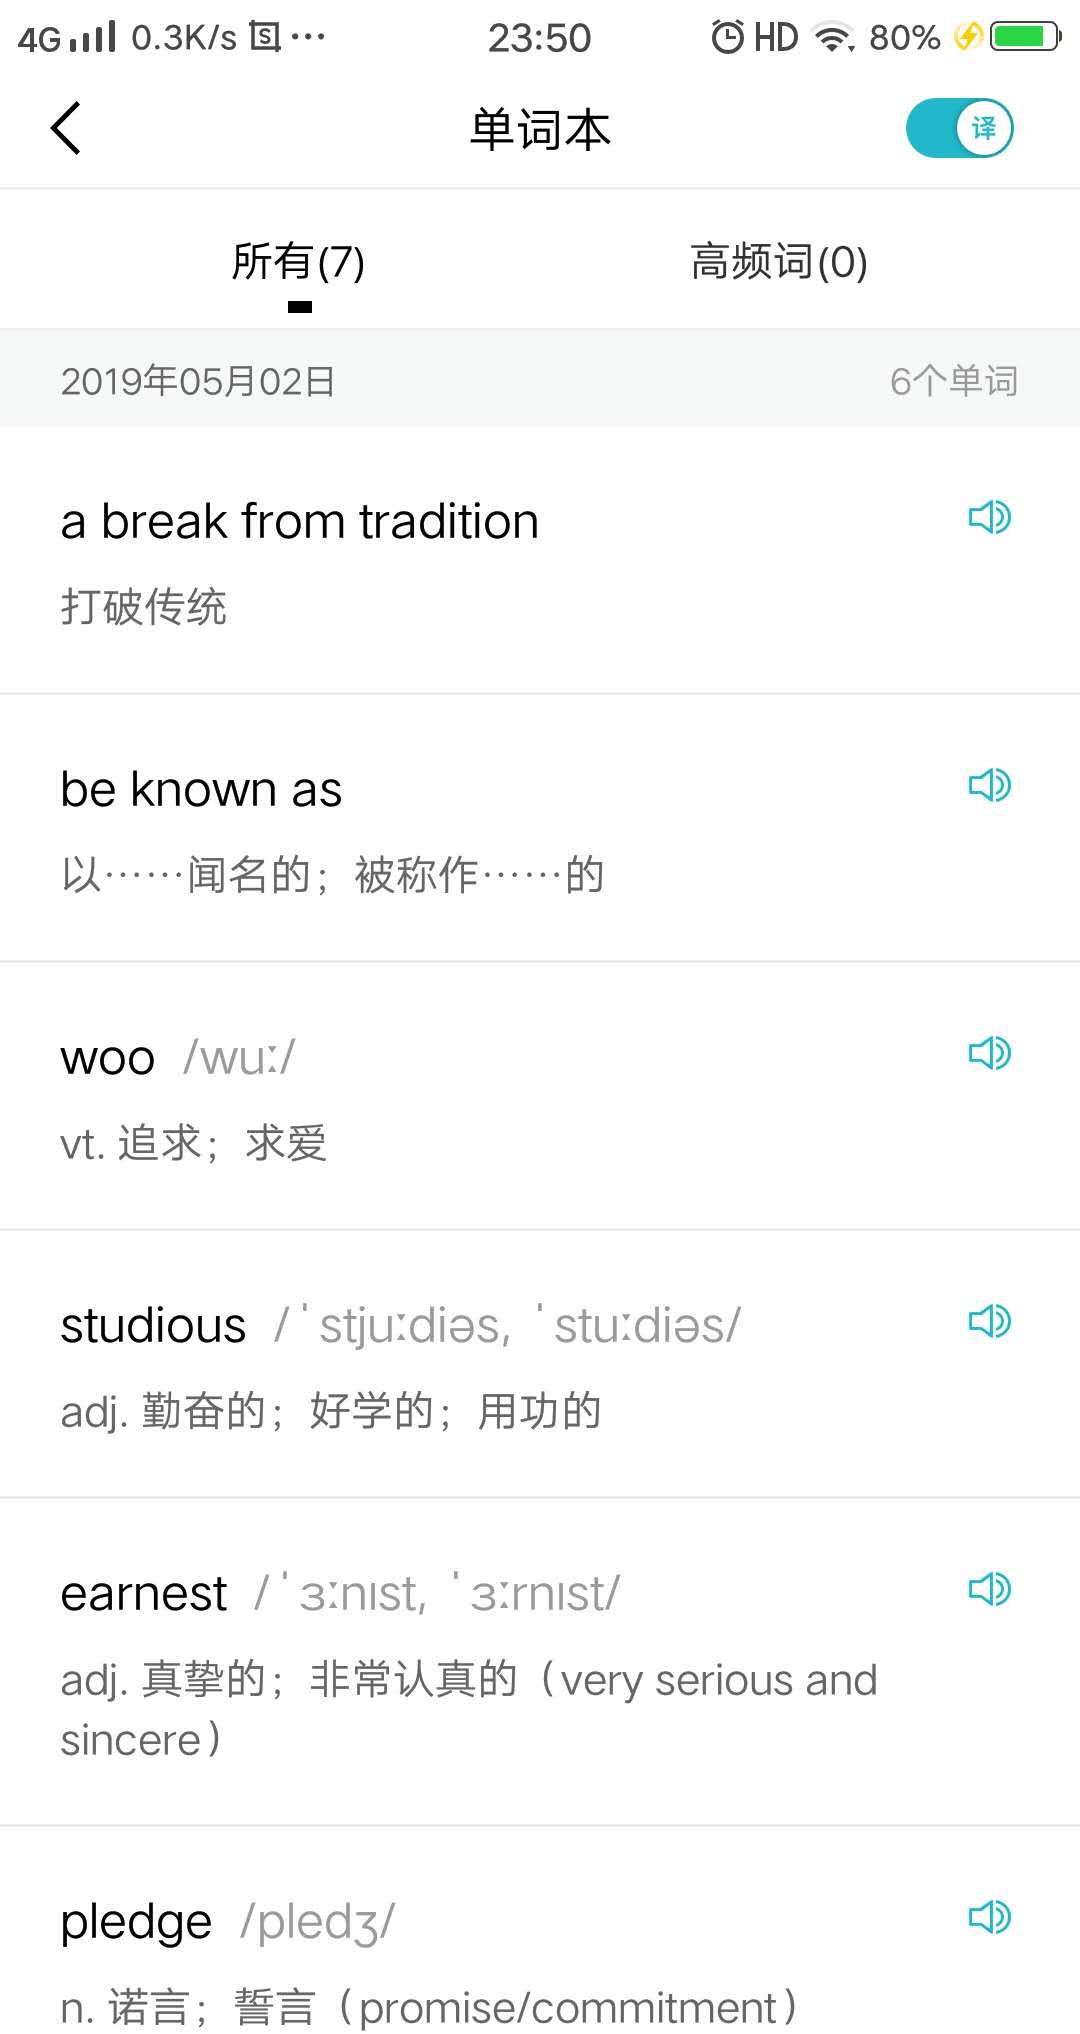 4G 0.3K/s ··· 23:50 HD 80%
单词本 译
所有(7) 高频词(0)
2019年05月02日 6个单词
a break from tradition
打破传统
be known as
以……闻名的；被称作……的
woo /wuː/
vt. 追求；求爱
studious /ˈstjuːdiəs, ˈstuːdiəs/
adj. 勤奋的；好学的；用功的
earnest /ˈɜːnɪst, ˈɜːrnɪst/
adj. 真挚的；非常认真的（very serious and
sincere）
pledge /pledʒ/
n. 诺言；誓言（promise/commitment）